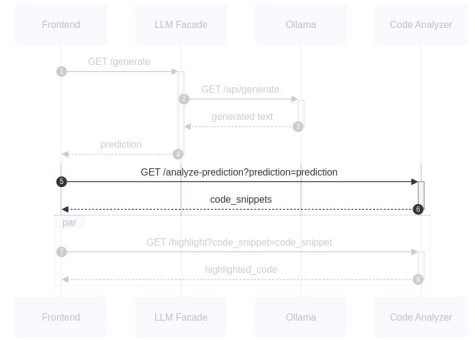 Frontend
LLM Facade
Ollama
Code Analyzer
GET /generate
1
GET /api/generate
2
generated text
3
prediction
4
GET /analyze-prediction?prediction=prediction
5
code_snippets
6
par
GET /highlight?code_snippet=code_snippet
7
highlighted_code
8
Frontend
LLM Facade
Ollama
Code Analyzer